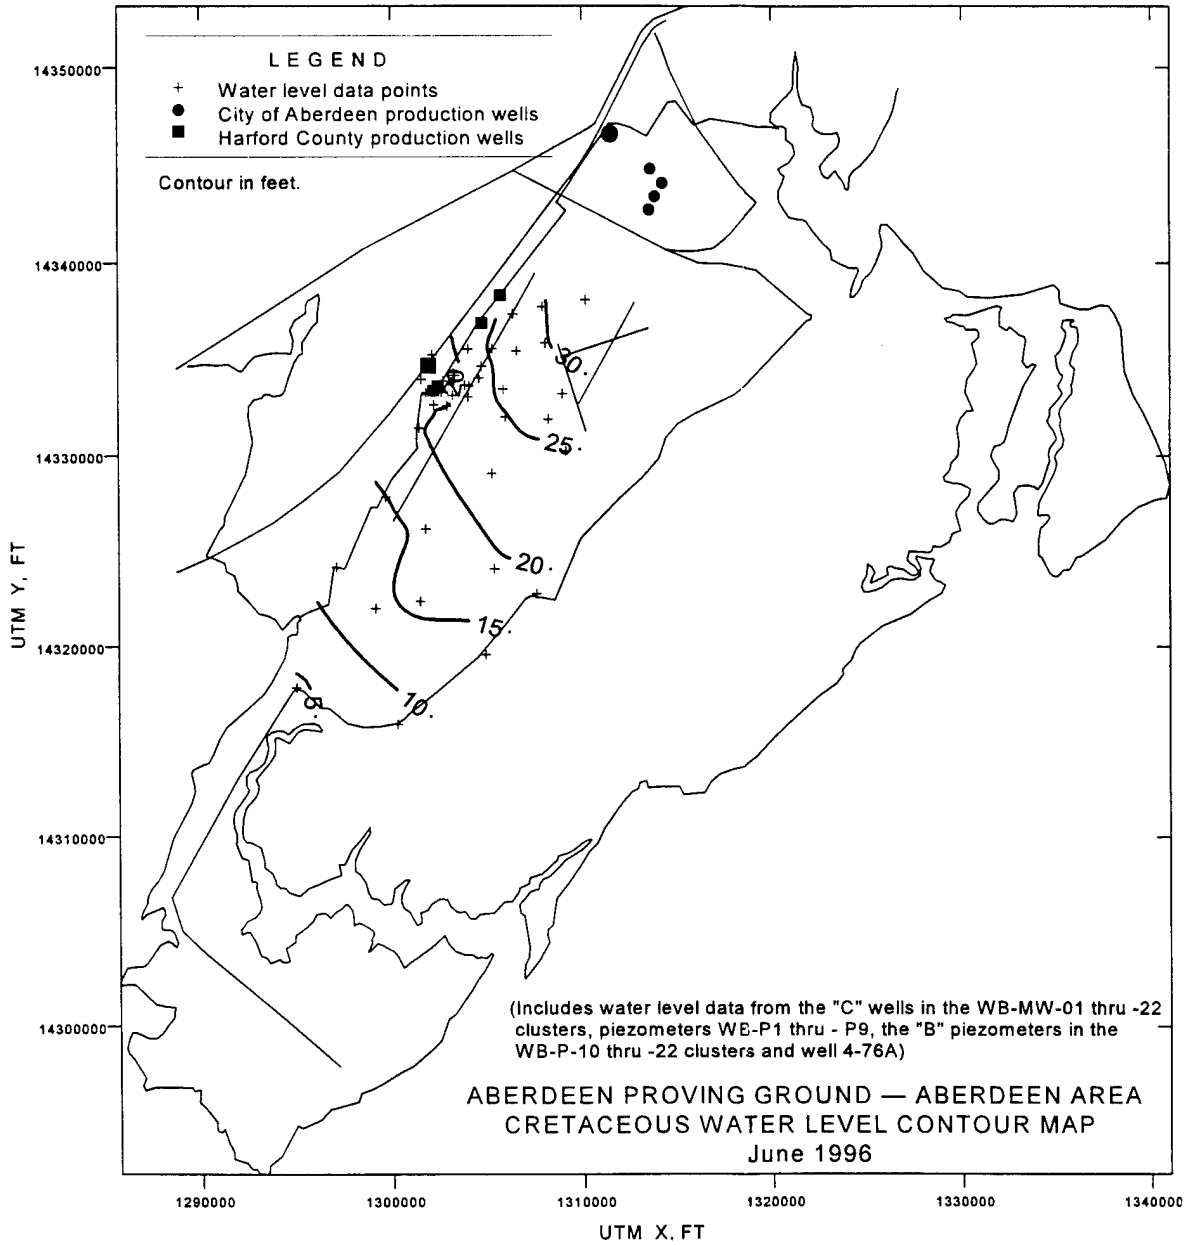 LEGEND
+ Water level data points
● City of Aberdeen production wells
■ Harford County production wells
Contour in feet.
14350000
14340000
14330000
14320000
14310000
14300000
UTM Y, FT
30.
25.
20.
15.
10.
5.
(Includes water level data from the "C" wells in the WB-MW-01 thru -22
clusters, piezometers WB-P1 thru - P9, the "B" piezometers in the
WB-P-10 thru -22 clusters and well 4-76A)
ABERDEEN PROVING GROUND — ABERDEEN AREA
CRETACEOUS WATER LEVEL CONTOUR MAP
June 1996
1290000
1300000
1310000
1320000
1330000
1340000
UTM X, FT